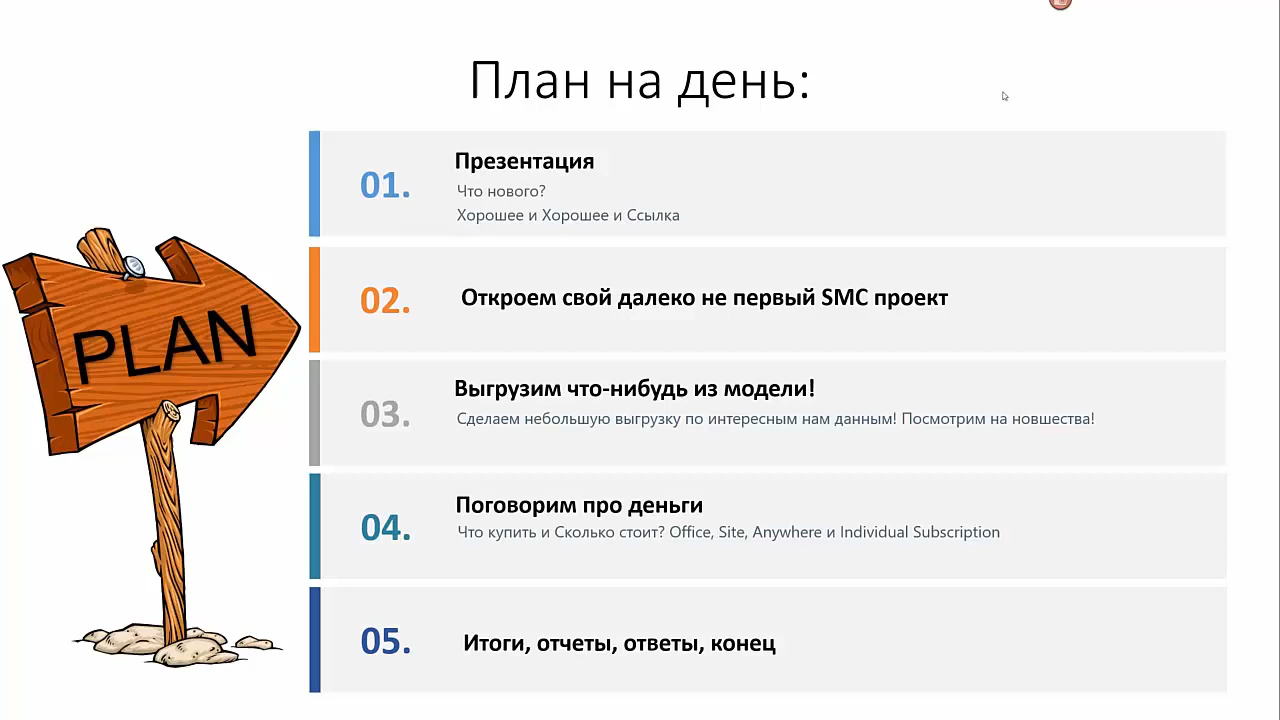 План на день:
PLAN
01.
Презентация
Что нового?
Хорошее и Хорошее и Ссылка
02.
Откроем свой далеко не первый SMC проект
03.
Выгрузим что-нибудь из модели!
Сделаем небольшую выгрузку по интересным нам данным! Посмотрим на новшества!
04.
Поговорим про деньги
Что купить и Сколько стоит? Office, Site, Anywhere и Individual Subscription
05.
Итоги, отчеты, ответы, конец